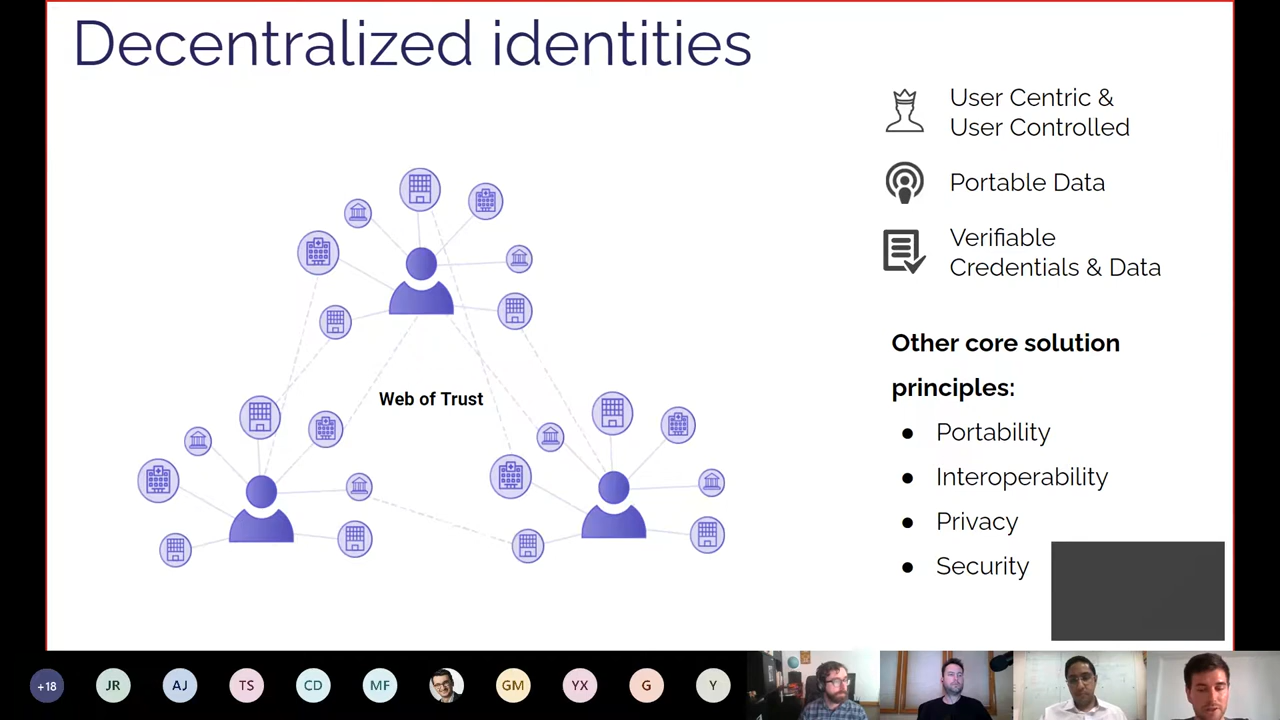 Decentralized identities
User Centric &
User Controlled
Portable Data
Verifiable
Credentials & Data
Web of Trust
Other core solution
principles:
● Portability
● Interoperability
● Privacy
● Security
+18
JR
AJ
TS
CD
MF
GM
YX
G
Y